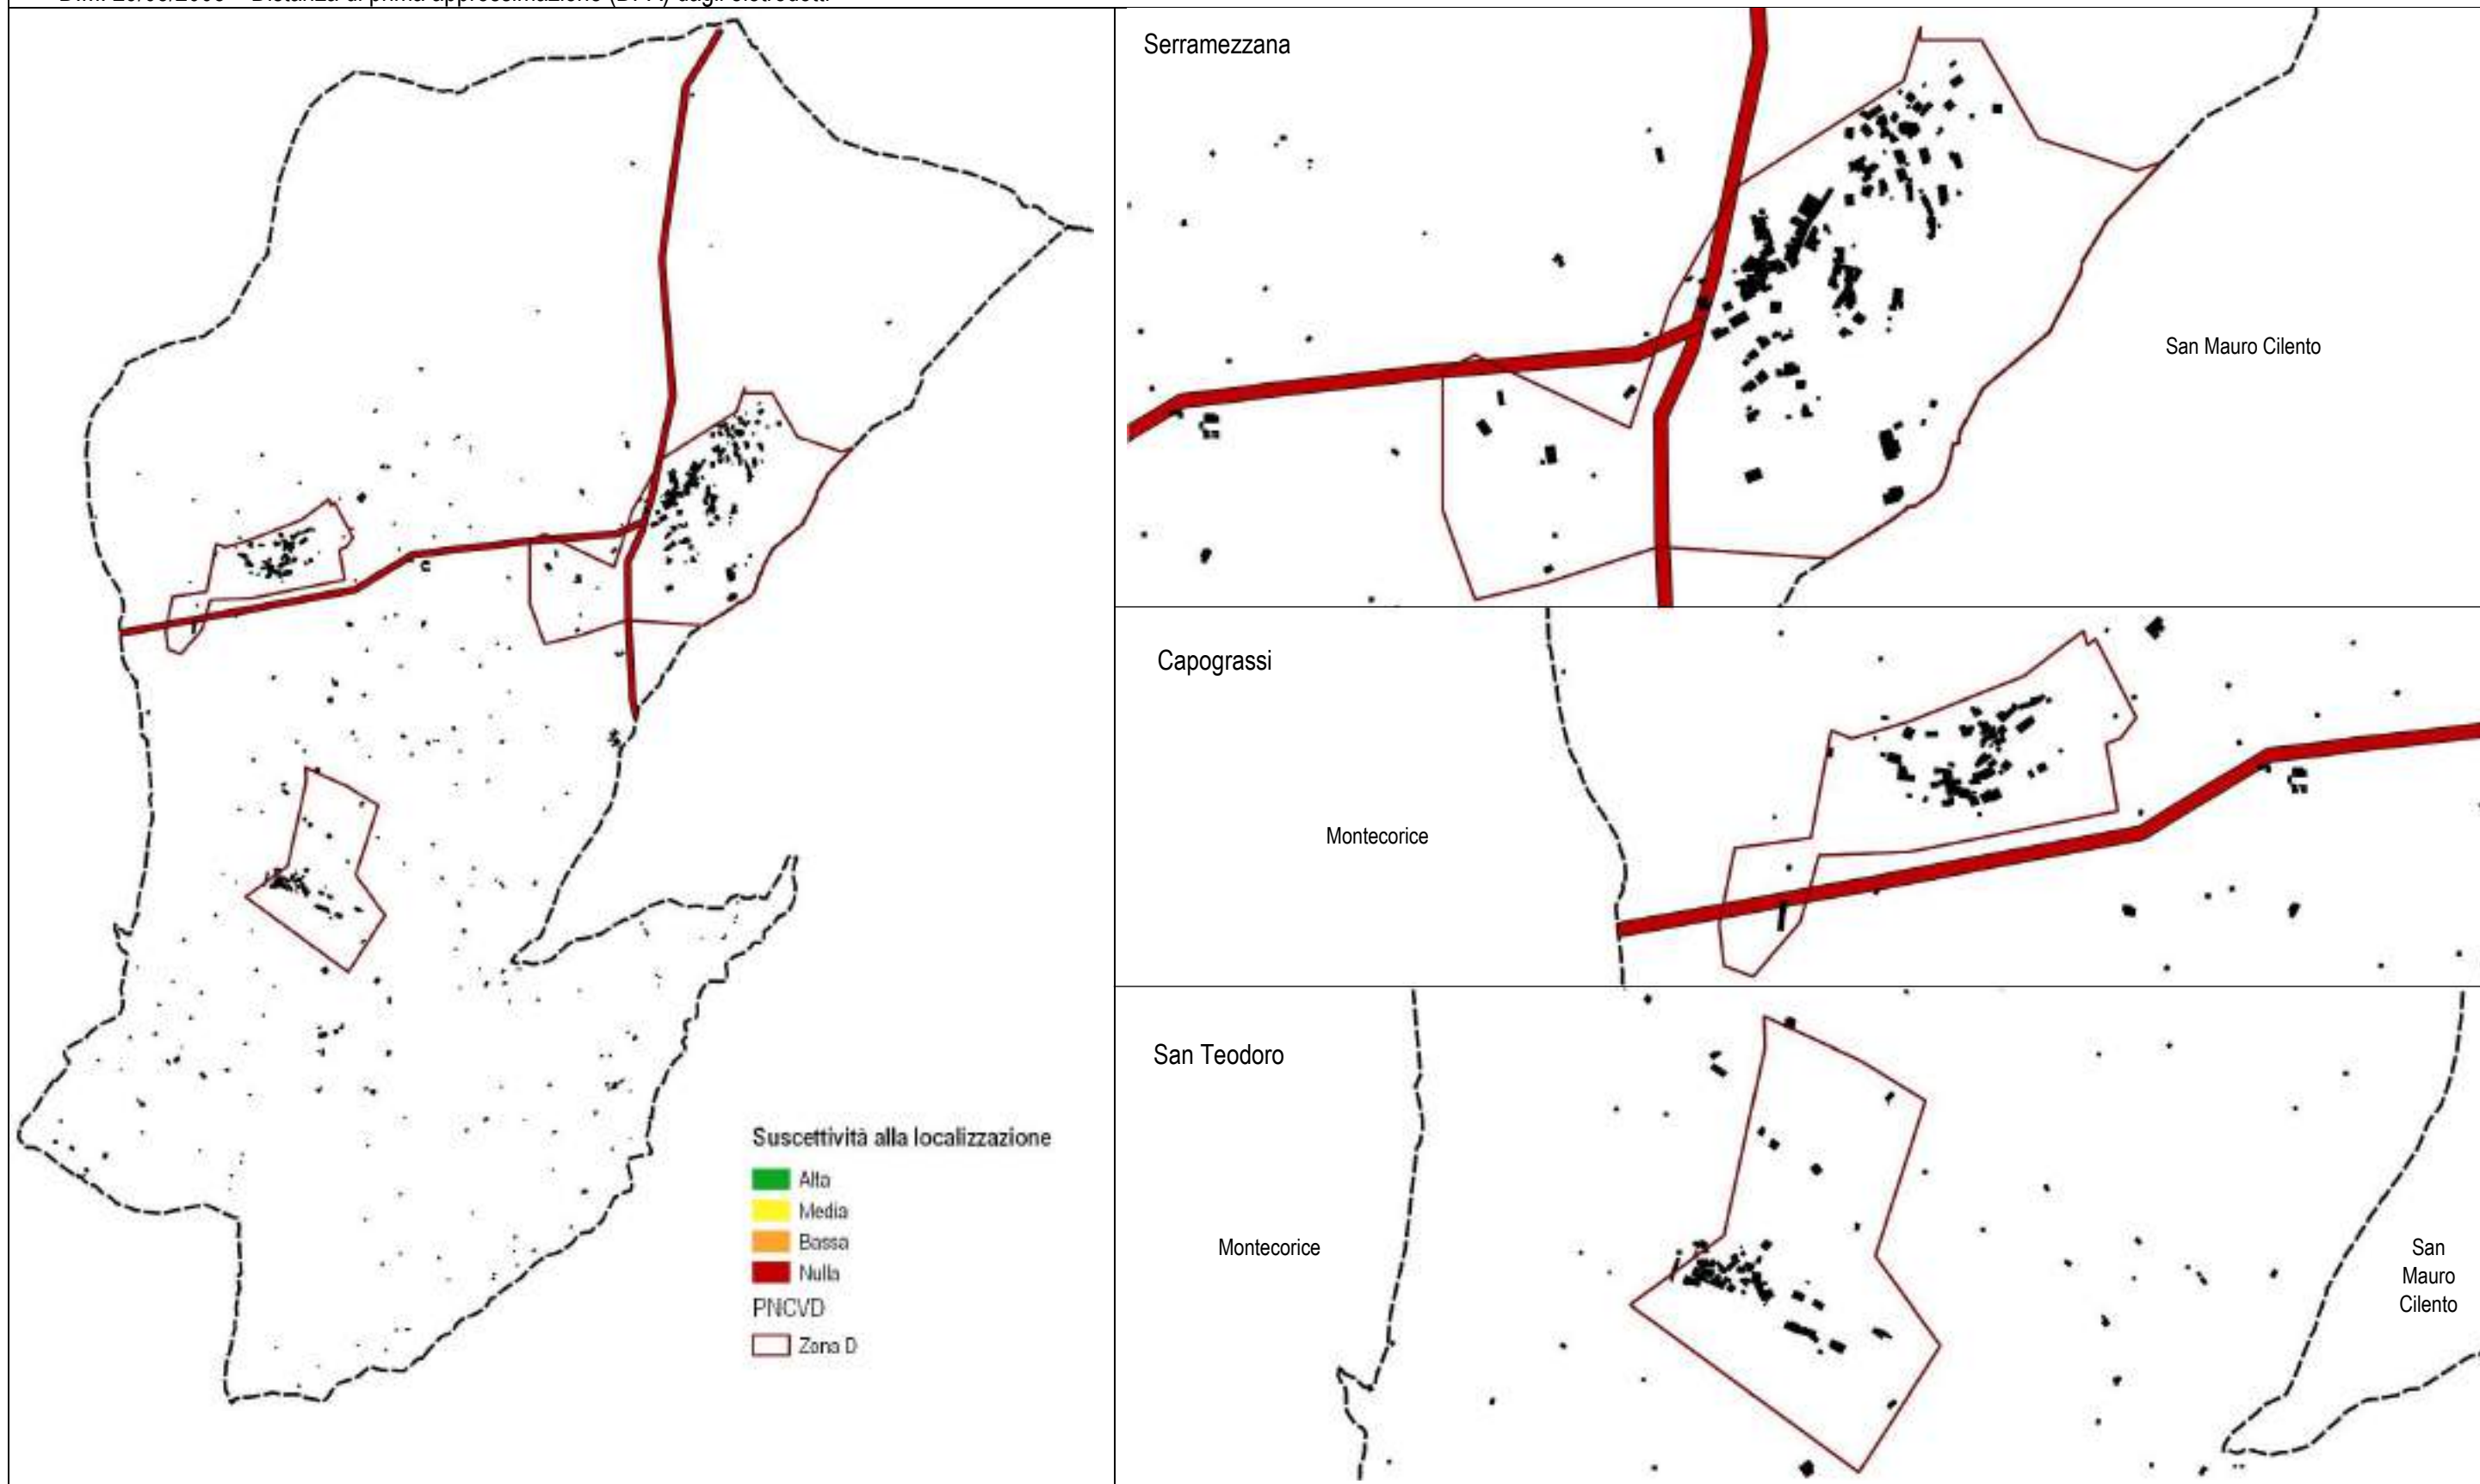 Serramezzana
San Mauro Cilento
Capograssi
Montecorice
San Teodoro
Montecorice
San
Mauro
Cilento
Suscettività alla localizzazione
Alta
Media
Bassa
Nulla
PNCVD
Zona D